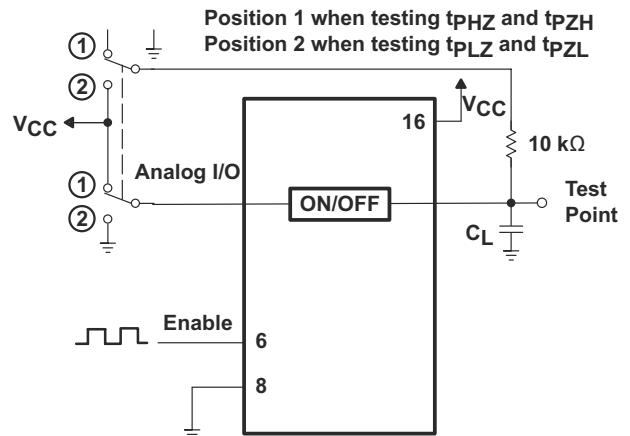 Position 1 when testing tPHZ and tPZH
Position 2 when testing tPLZ and tPZL
1
2
VCC
1
2
Analog I/O
ON/OFF
16
VCC
10 kΩ
Test
Point
CL
Enable
6
8